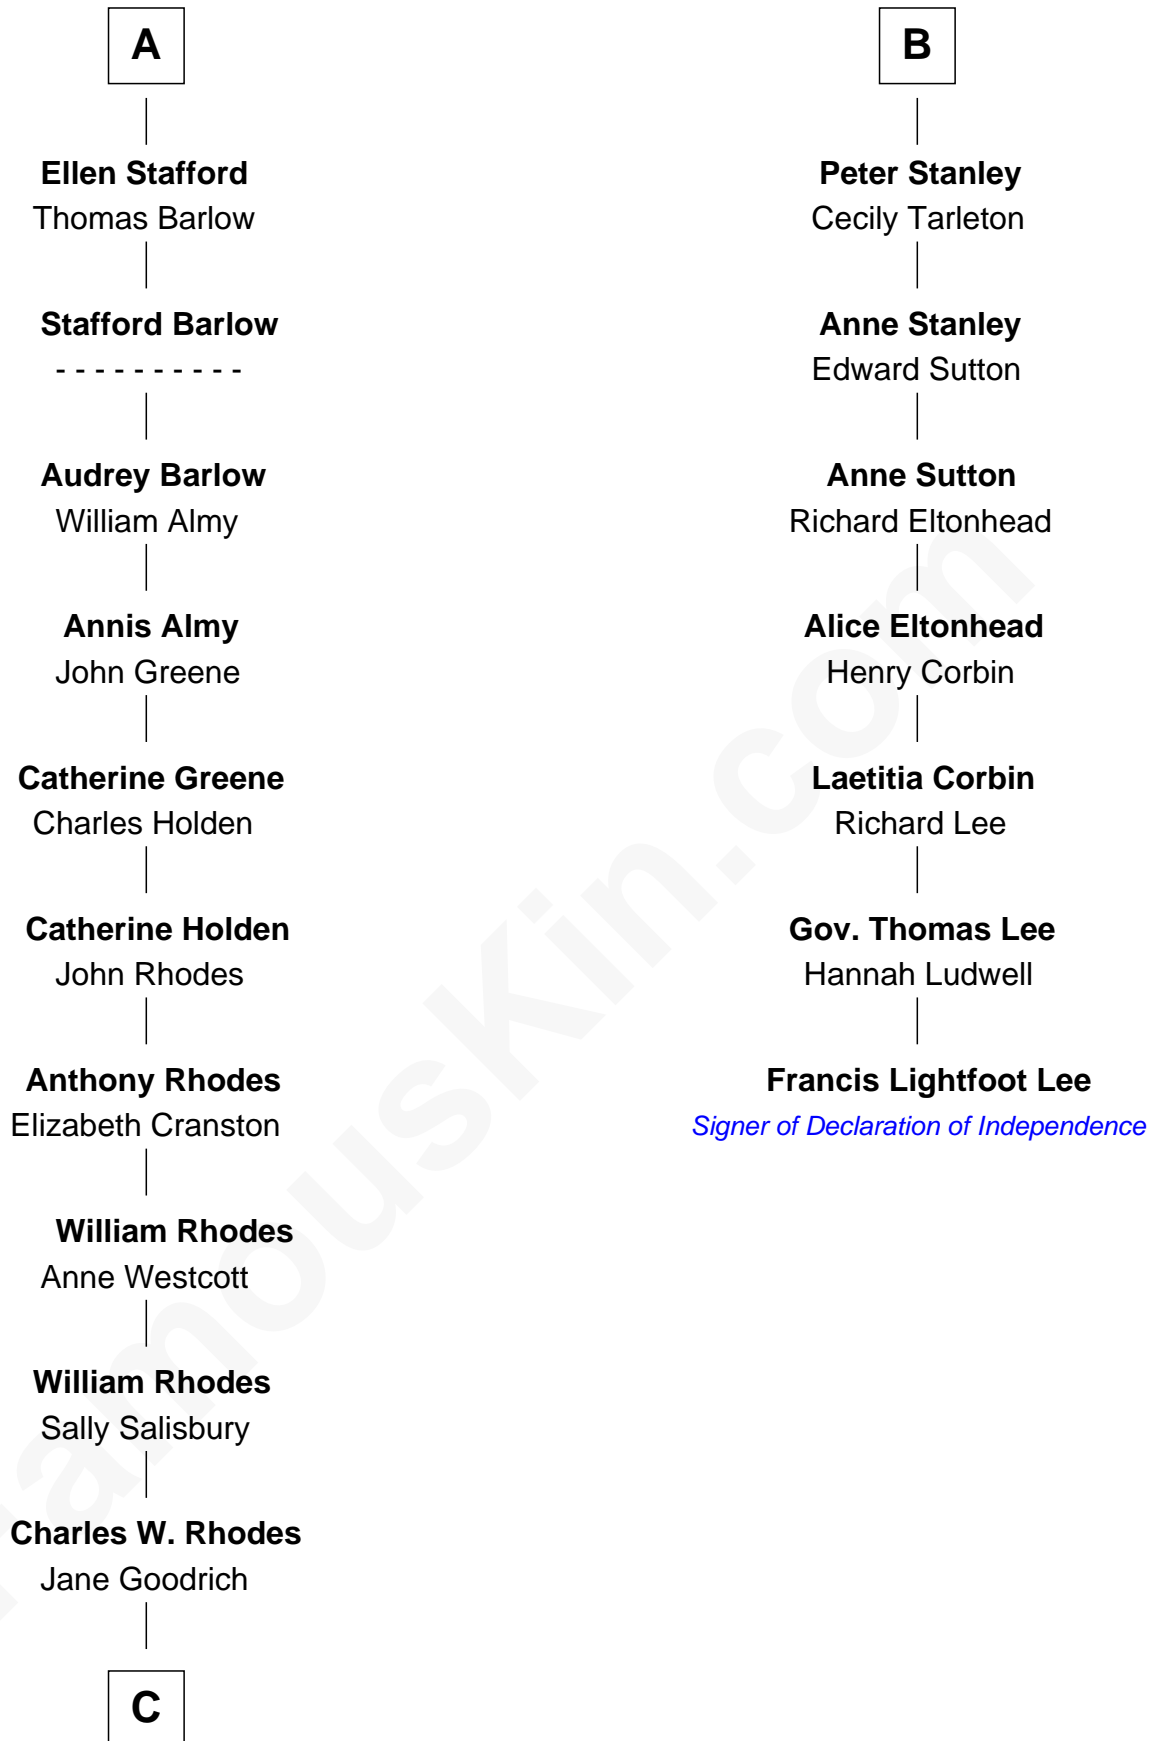 A
Ellen Stafford
Thomas Barlow
Stafford Barlow
- - - - - - - - - -
Audrey Barlow
William Almy
Annis Almy
John Greene
Catherine Greene
Charles Holden
Catherine Holden
John Rhodes
Anthony Rhodes
Elizabeth Cranston
William Rhodes
Anne Westcott
William Rhodes
Sally Salisbury
Charles W. Rhodes
Jane Goodrich
C
B
Peter Stanley
Cecily Tarleton
Anne Stanley
Edward Sutton
Anne Sutton
Richard Eltonhead
Alice Eltonhead
Henry Corbin
Laetitia Corbin
Richard Lee
Gov. Thomas Lee
Hannah Ludwell
Francis Lightfoot Lee
Signer of Declaration of Independence
FamousKin.com